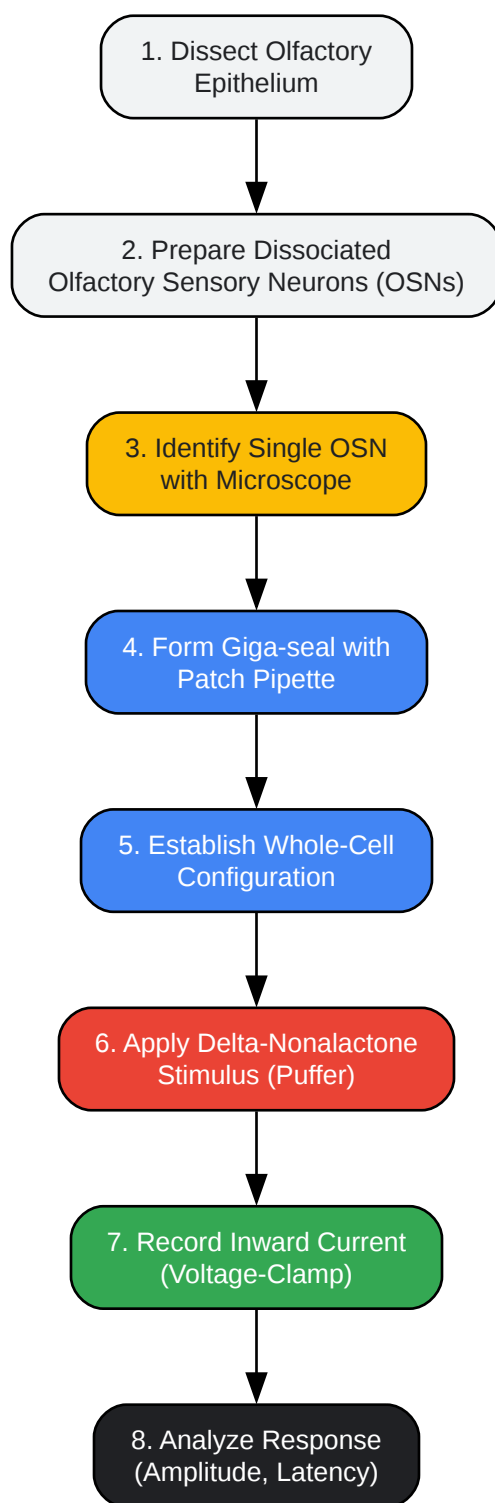 1. Dissect Olfactory
Epithelium
2. Prepare Dissociated
Olfactory Sensory Neurons (OSNs)
3. Identify Single OSN
with Microscope
4. Form Giga-seal with
Patch Pipette
5. Establish Whole-Cell
Configuration
6. Apply Delta-Nonalactone
Stimulus (Puffer)
7. Record Inward Current
(Voltage-Clamp)
8. Analyze Response
(Amplitude, Latency)